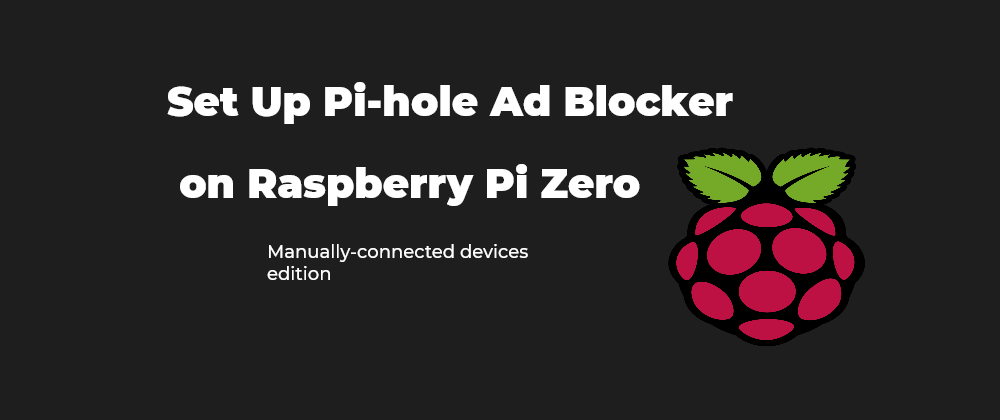 Set Up Pi-hole Ad Blocker
on Raspberry Pi Zero
Manually-connected devices
edition